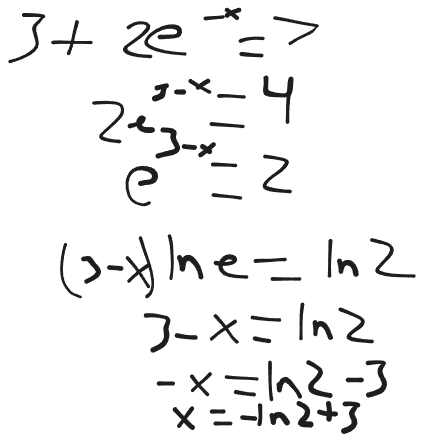 3 + 2e^{-x} = 7
2e^{3-x} = 4
e^{3-x} = 2
(3-x) ln e = ln 2
3 - x = ln 2
-x = ln 2 - 3
x = -ln 2 + 3